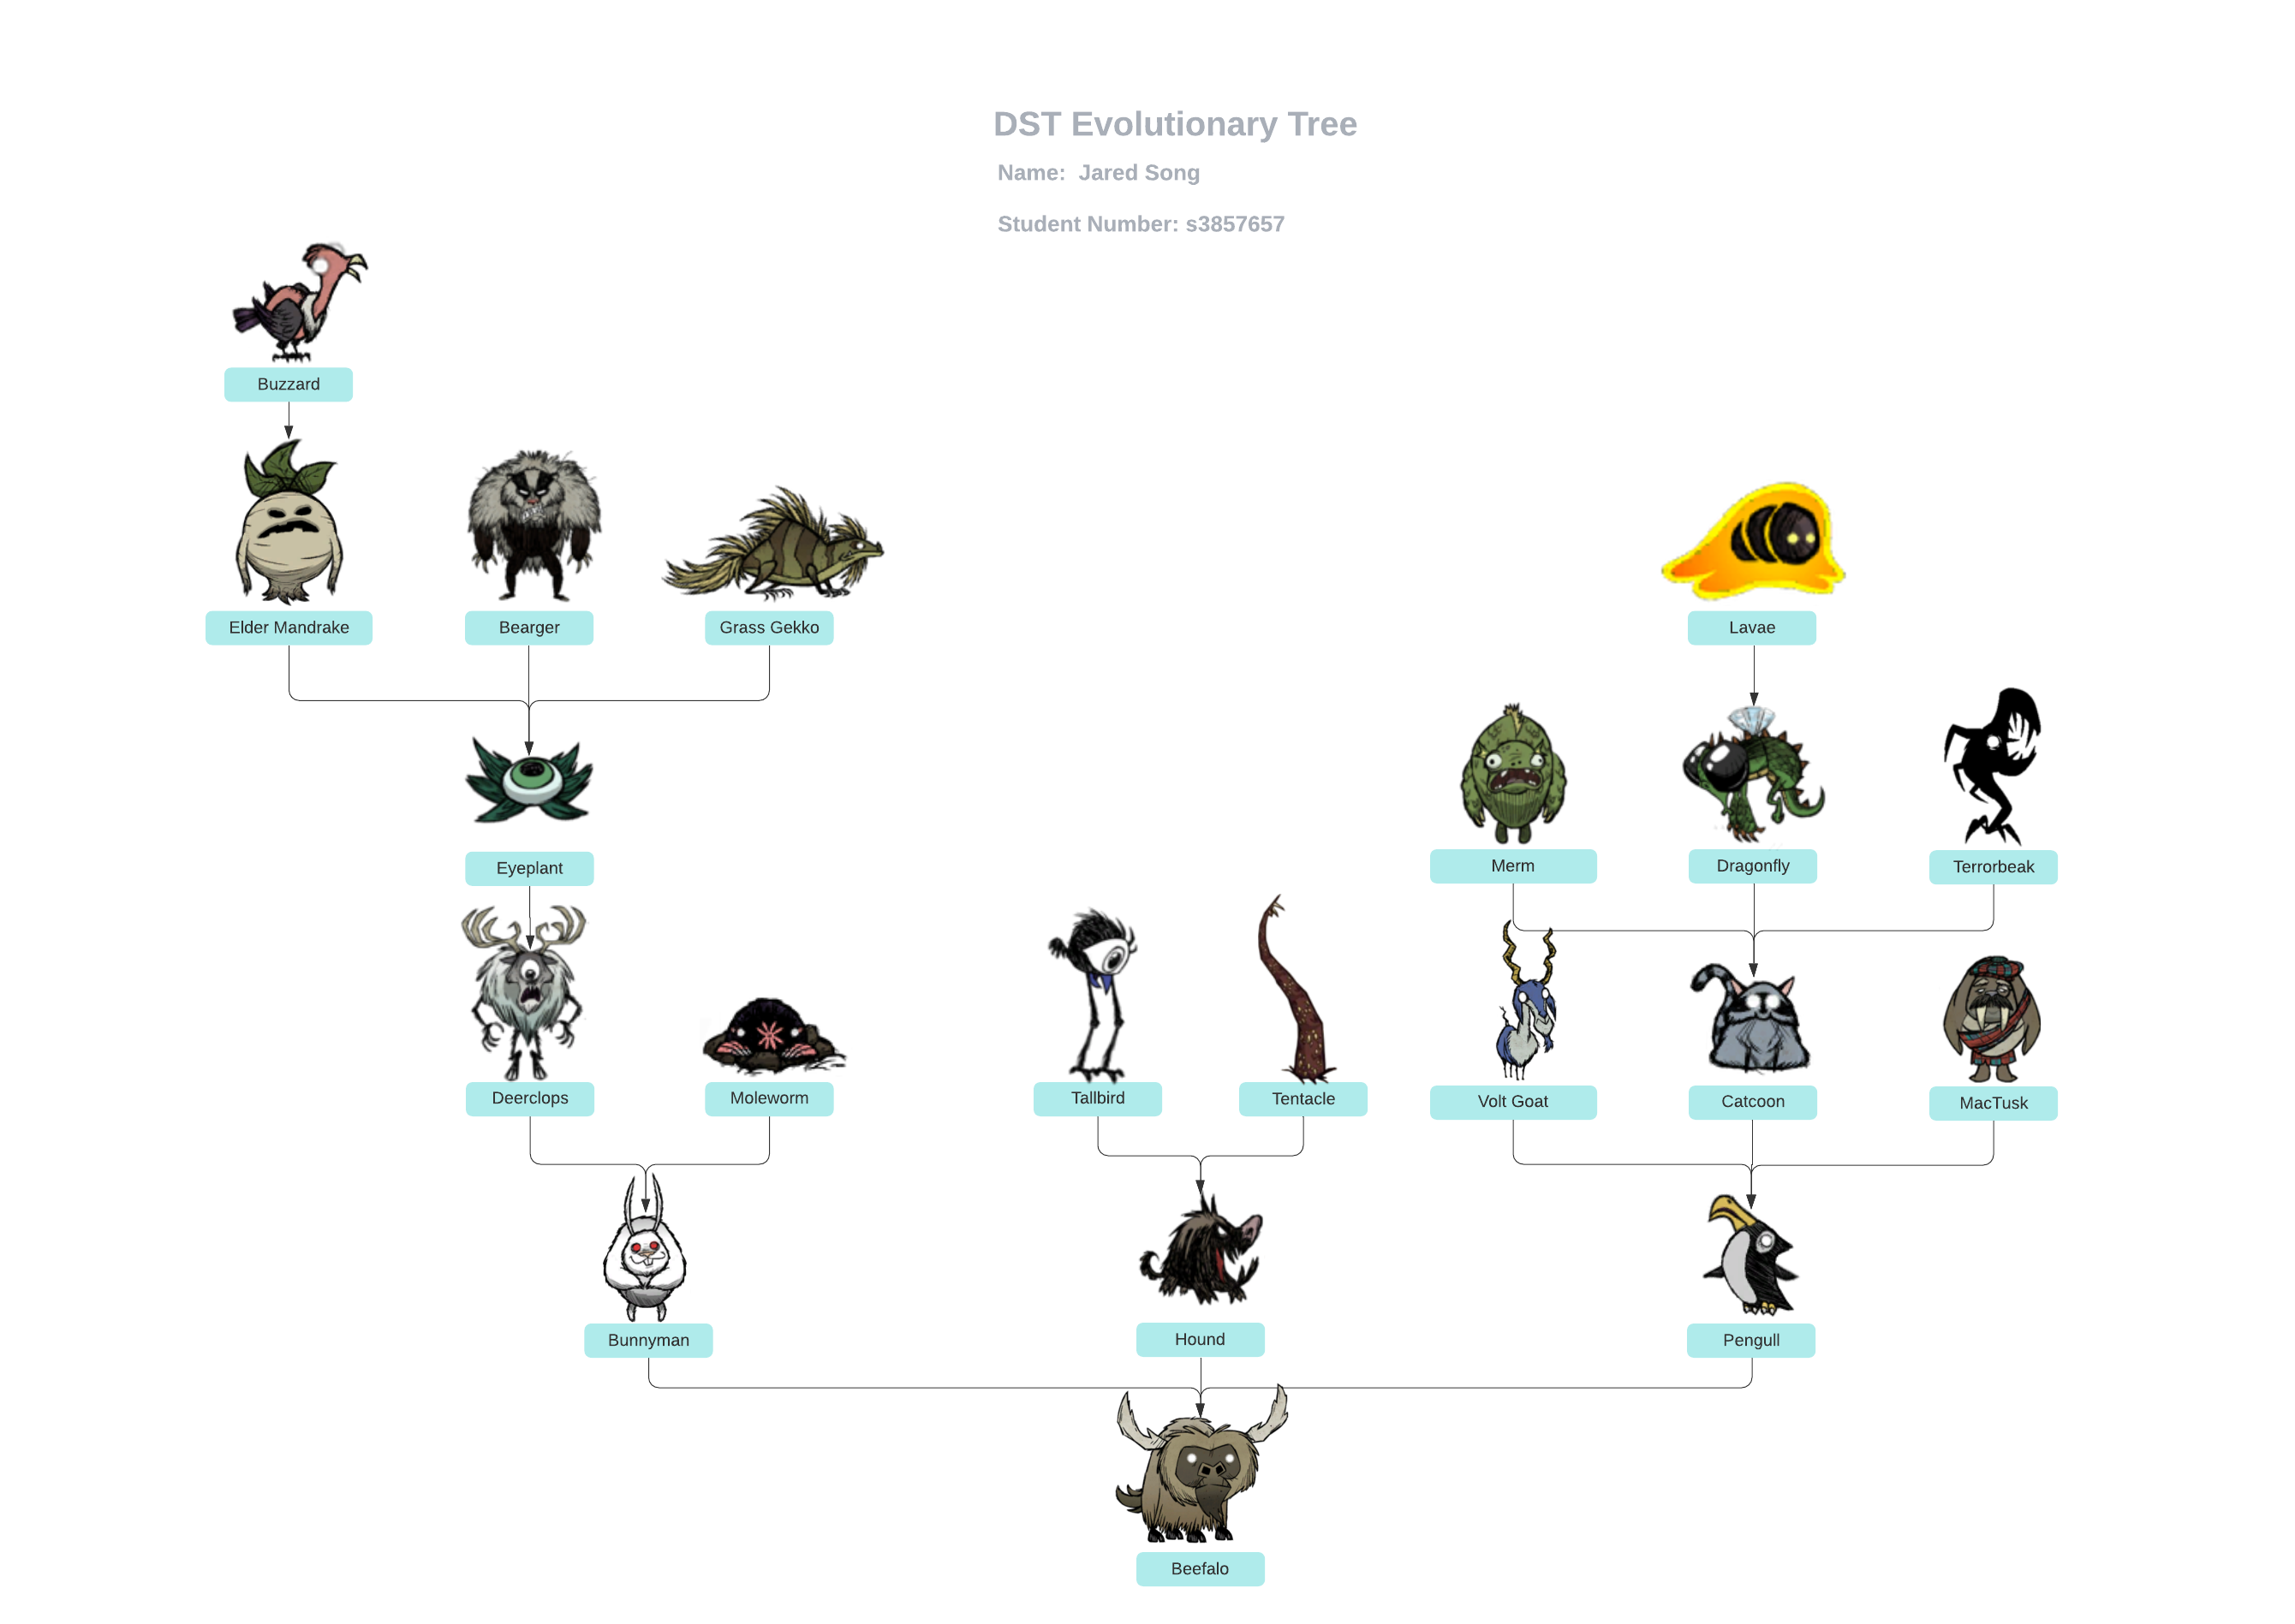 DST Evolutionary Tree
Name: Jared Song
Student Number: s3857657
Buzzard
Elder Mandrake
Bearger
Grass Gekko
Lavae
Eyeplant
Merm
Dragonfly
Terrorbeak
Deerclops
Moleworm
Tallbird
Tentacle
Volt Goat
Catcoon
MacTusk
Bunnyman
Hound
Pengull
Beefalo